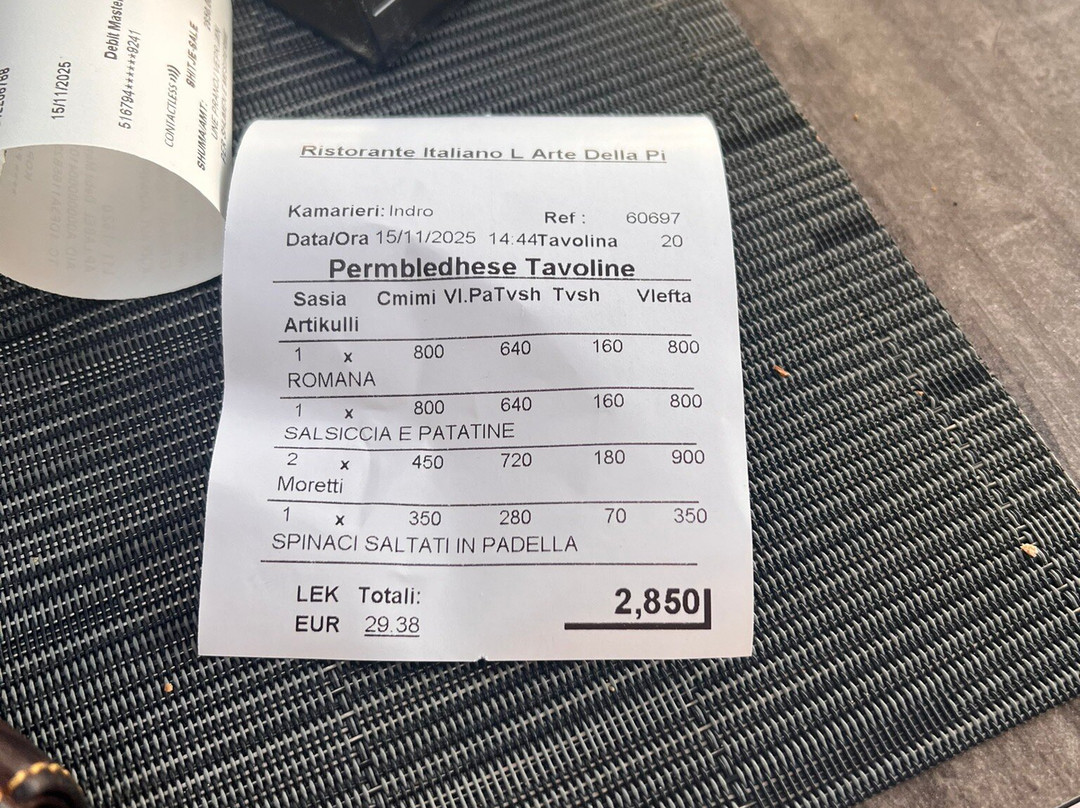 15/11/2025
516794******9241
CONTACTLESS
SHUMA/AMT:
SHITJE-SALE
Ristorante Italiano L Arte Della Pi
Kamarieri: Indro Ref : 60697
Data/Ora 15/11/2025 14:44 Tavolina 20
Permbledhese Tavoline
Sasia Cmimi Vl.PaTvsh Tvsh Vlefta
Artikulli
1 x 800 640 160 800
ROMANA
1 x 800 640 160 800
SALSICCIA E PATATINE
2 x 450 720 180 900
Moretti
1 x 350 280 70 350
SPINACI SALTATI IN PADELLA
LEK Totali: 2,850
EUR 29.38